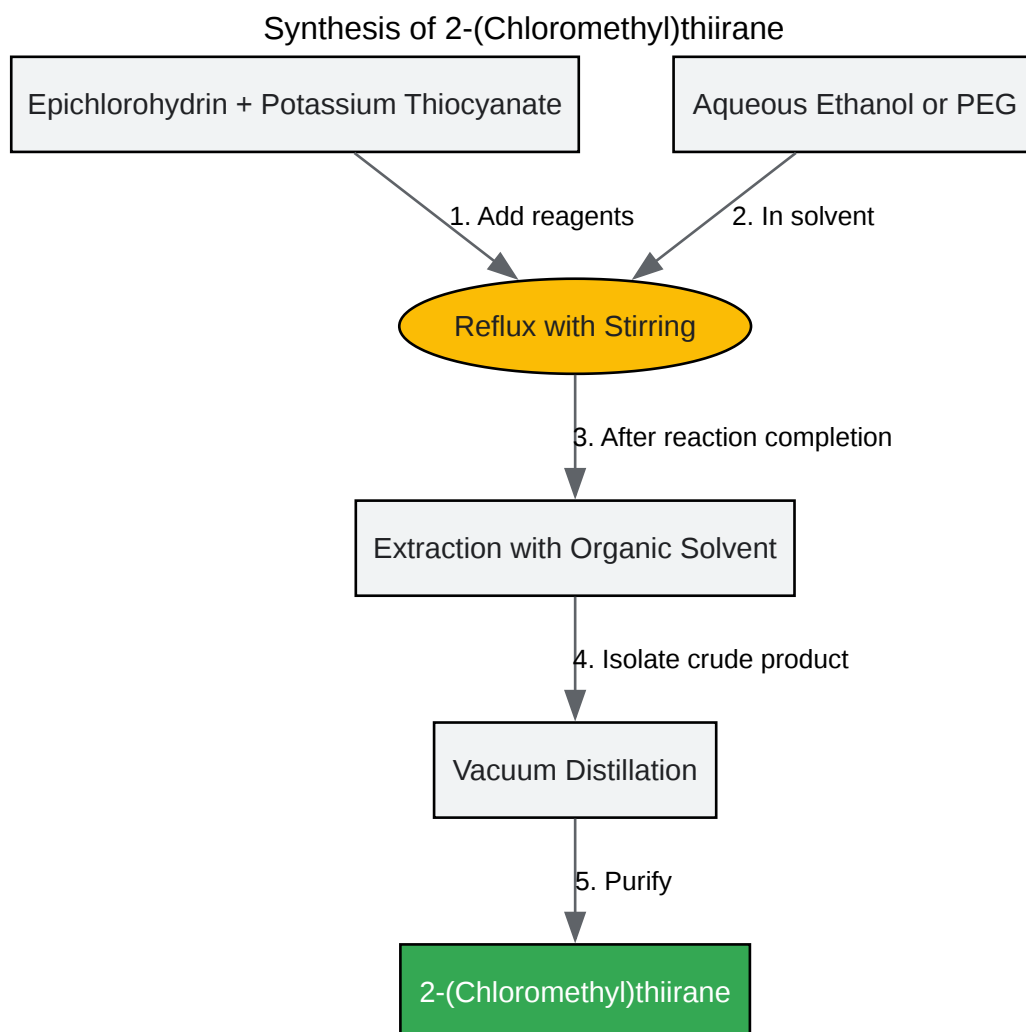 Synthesis of 2-(Chloromethyl)thiirane
Epichlorohydrin + Potassium Thiocyanate
Aqueous Ethanol or PEG
1. Add reagents
2. In solvent
Reflux with Stirring
3. After reaction completion
Extraction with Organic Solvent
4. Isolate crude product
Vacuum Distillation
5. Purify
2-(Chloromethyl)thiirane